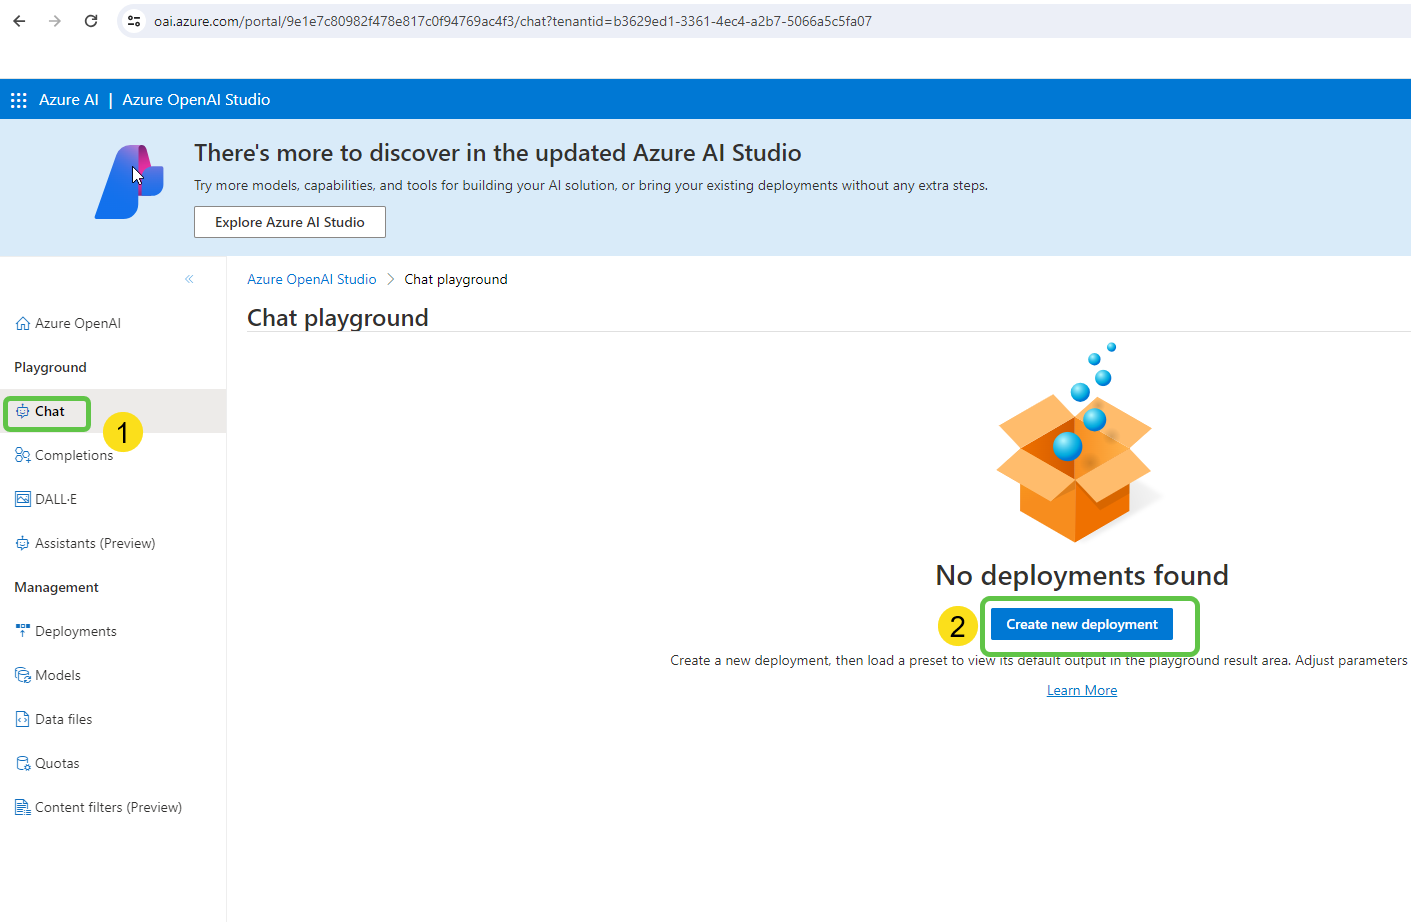 oai.azure.com/portal/9e1e7c80982f478e817c0f94769ac4f3/chat?tenantid=b3629ed1-3361-4ec4-a2b7-5066a5c5fa07
Azure AI | Azure OpenAI Studio
There's more to discover in the updated Azure AI Studio
Try more models, capabilities, and tools for building your AI solution, or bring your existing deployments without any extra steps.
Explore Azure AI Studio
Azure OpenAI Studio > Chat playground
Chat playground
Azure OpenAI
Playground
Chat
1
Completions
DALL·E
Assistants (Preview)
Management
Deployments
Models
Data files
Quotas
Content filters (Preview)
No deployments found
2
Create new deployment
Create a new deployment, then load a preset to view its default output in the playground result area. Adjust parameters
Learn More